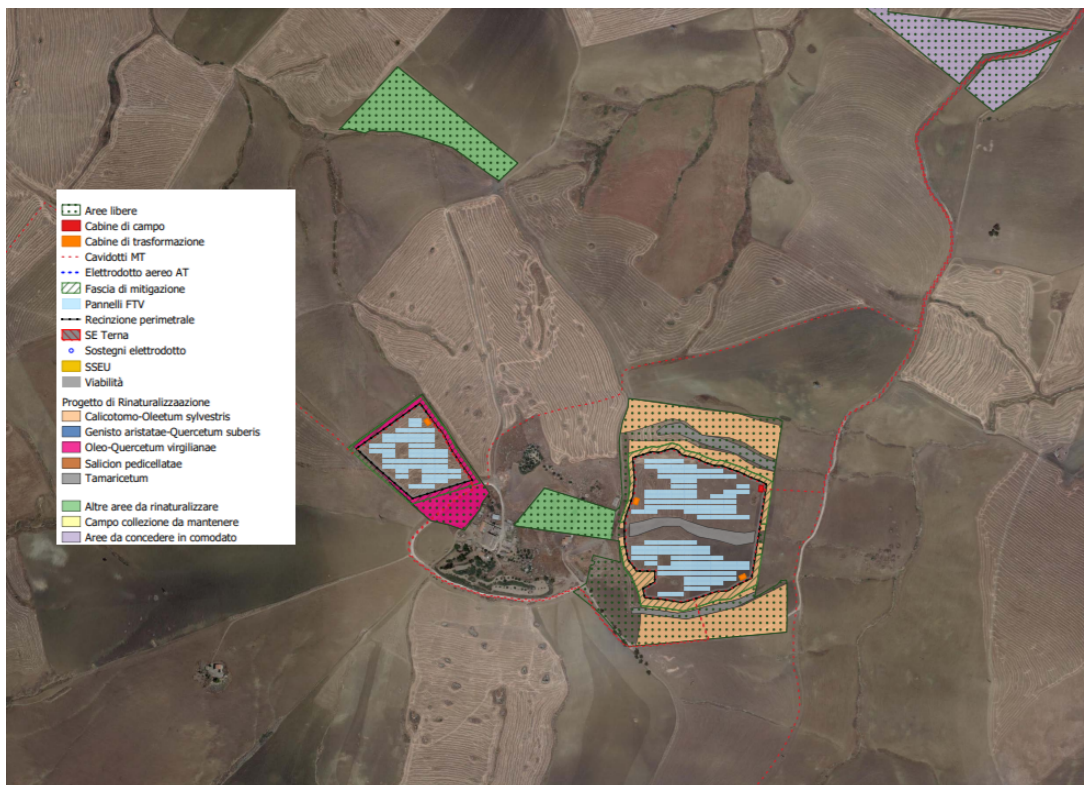 Aree libere
Cabine di campo
Cabine di trasformazione
Cavidotti MT
Elettrodotto aereo AT
Fascia di mitigazione
Pannelli FTV
Recinzione perimetrale
SE Terna
Sostegni elettrodotto
SSEU
Viabilità
Progetto di Rinaturalizzaazione
Calicotomo-Oleetum sylvestris
Genisto aristatae-Quercetum suberis
Oleo-Quercetum virgilianae
Salicion pedicellatae
Tamaricetum
Altre aree da rinaturalizzare
Campo collezione da mantenere
Aree da concedere in comodato